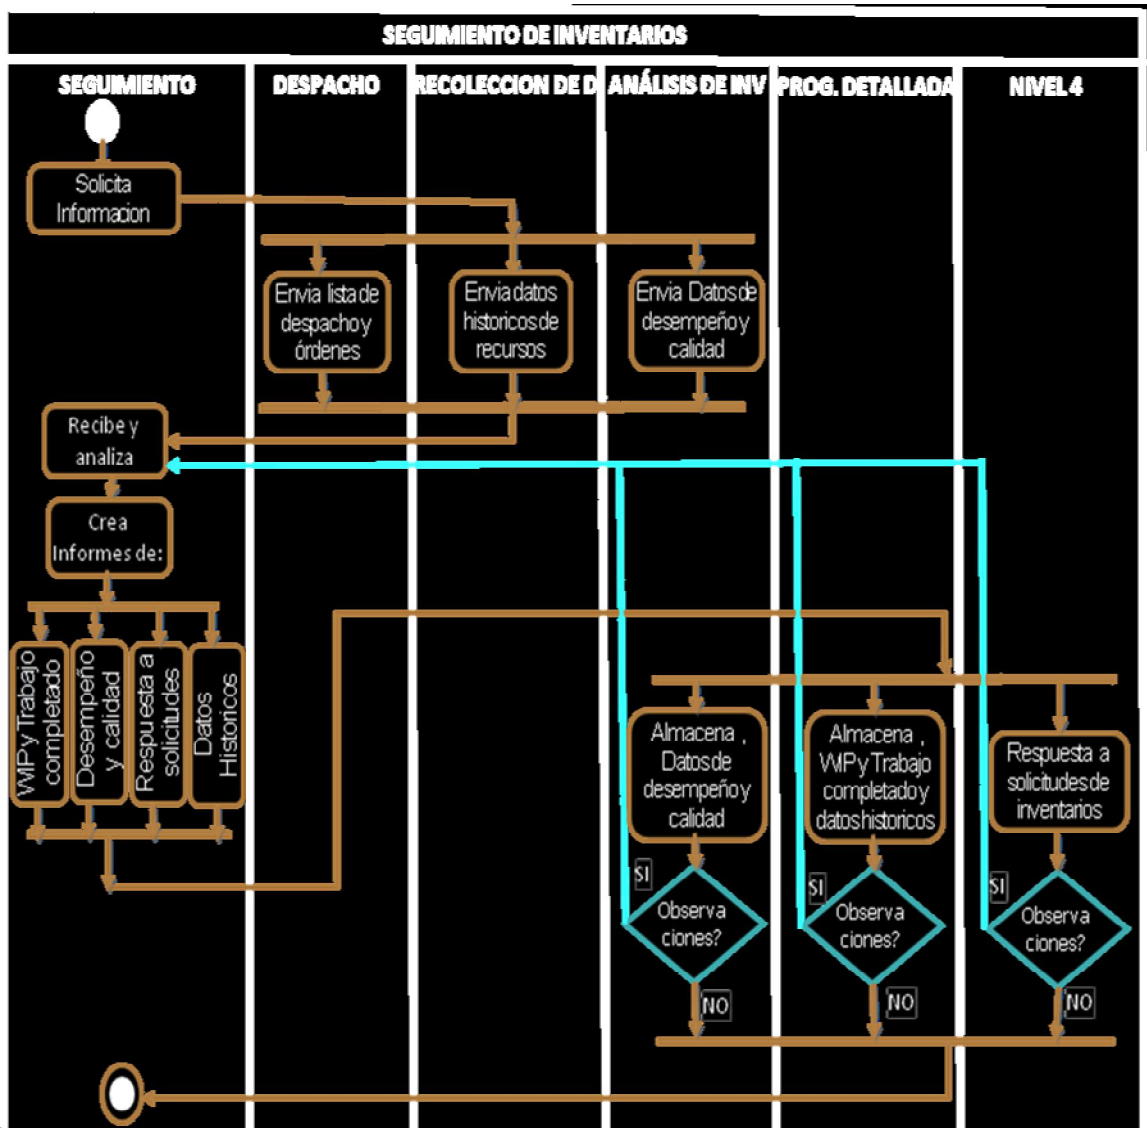 SEGUIMIENTO DE INVENTARIOS
SEGUIMIENTO
DESPACHO
RECOLECCION DE D
ANÁLISIS DE INV
PROG. DETALLADA
NIVEL 4
Solicita
Informacion
Envia lista de
despacho y
órdenes
Envia datos
historicos de
recursos
Envia Datos de
desempeño y
calidad
Recibe y
analiza
Crea
Informes de:
WIP y Trabajo
completado
Desempeño
y calidad
Respuesta a
solicitudes
Datos
Historicos
Almacena ,
Datos de
desempeño y
calidad
Almacena ,
WIP y Trabajo
completado y
datos historicos
Respuesta a
solicitudes de
inventarios
SI
Observa
ciones?
NO
SI
Observa
ciones?
NO
SI
Observa
ciones?
NO